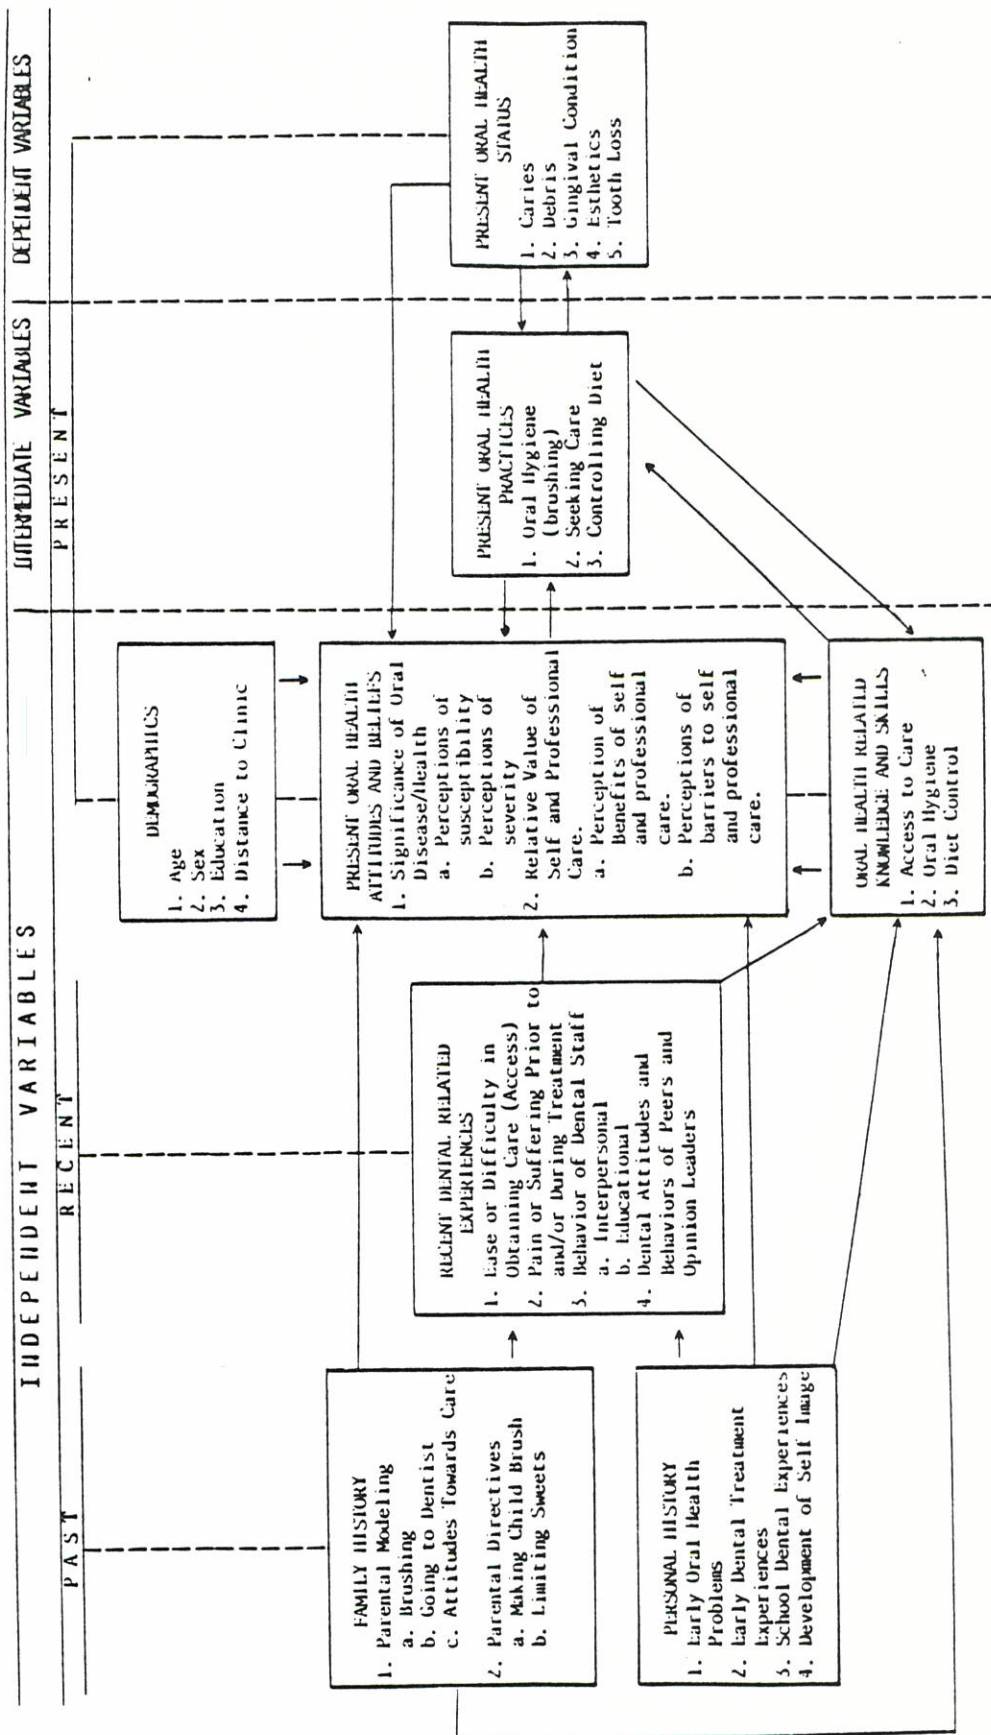 INDEPENDENT VARIABLES
INTERMEDIATE VARIABLES
DEPENDENT VARIABLES
PAST
RECENT
PRESENT
FAMILY HISTORY
1. Parental Modeling
a. Brushing
b. Going to Dentist
c. Attitudes Towards Care
2. Parental Directives
a. Making Child Brush
b. Limiting Sweets
PERSONAL HISTORY
1. Early Oral Health
Problems
2. Early Dental Treatment
Experiences
3. School Dental Experiences
4. Development of Self Image
RECENT DENTAL RELATED
EXPERIENCES
1. Ease or Difficulty in
Obtaining Care (Access)
2. Pain or Suffering Prior to
and/or During Treatment
3. Behavior of Dental Staff
a. Interpersonal
b. Educational
4. Dental Attitudes and
Behaviors of Peers and
Opinion Leaders
DEMOGRAPHICS
1. Age
2. Sex
3. Education
4. Distance to Clinic
PRESENT ORAL HEALTH
ATTITUDES AND BELIEFS
1. Significance of Oral
Disease/Health
a. Perceptions of
susceptibility
b. Perceptions of
severity
2. Relative Value of
Self and Professional
Care.
a. Perception of
Benefits of self
and professional
care.
b. Perceptions of
barriers to self
and professional
care.
ORAL HEALTH RELATED
KNOWLEDGE AND SKILLS
1. Access to Care
2. Oral Hygiene
3. Diet Control
PRESENT ORAL HEALTH
PRACTICES
1. Oral Hygiene
(brushing)
2. Seeking Care
3. Controlling Diet
PRESENT ORAL HEALTH
STATUS
1. Caries
2. Debris
3. Gingival Condition
4. Esthetics
5. Tooth Loss